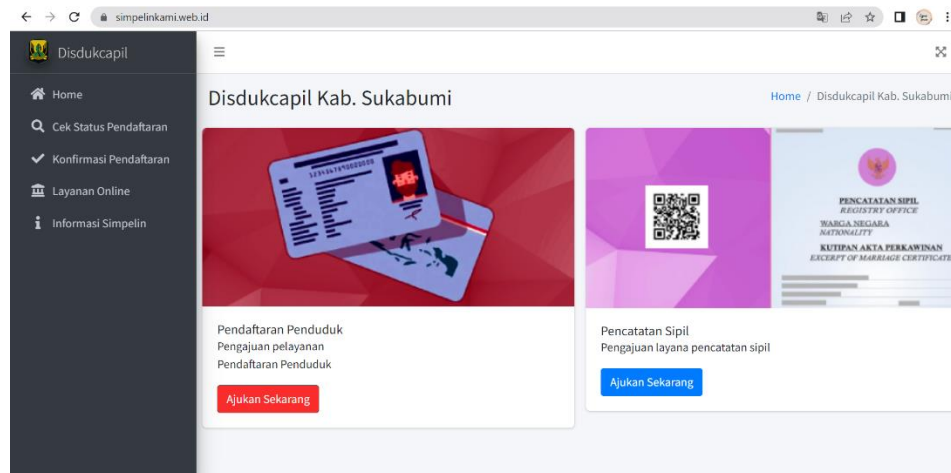 simpelinkami.web.id
Disdukcapil
Home
Cek Status Pendaftaran
Konfirmasi Pendaftaran
Layanan Online
Informasi Simpelin
Disdukcapil Kab. Sukabumi
Home / Disdukcapil Kab. Sukabumi
PENCATATAN SIPIL
REGISTRY OFFICE
WARGA NEGARA
NATIONALITY
KUTIPAN AKTA PERKAWINAN
EXCERPT OF MARRIAGE CERTIFICATE
Pendaftaran Penduduk
Pengajuan pelayanan
Pendaftaran Penduduk
Ajukan Sekarang
Pencatatan Sipil
Pengajuan layana pencatatan sipil
Ajukan Sekarang